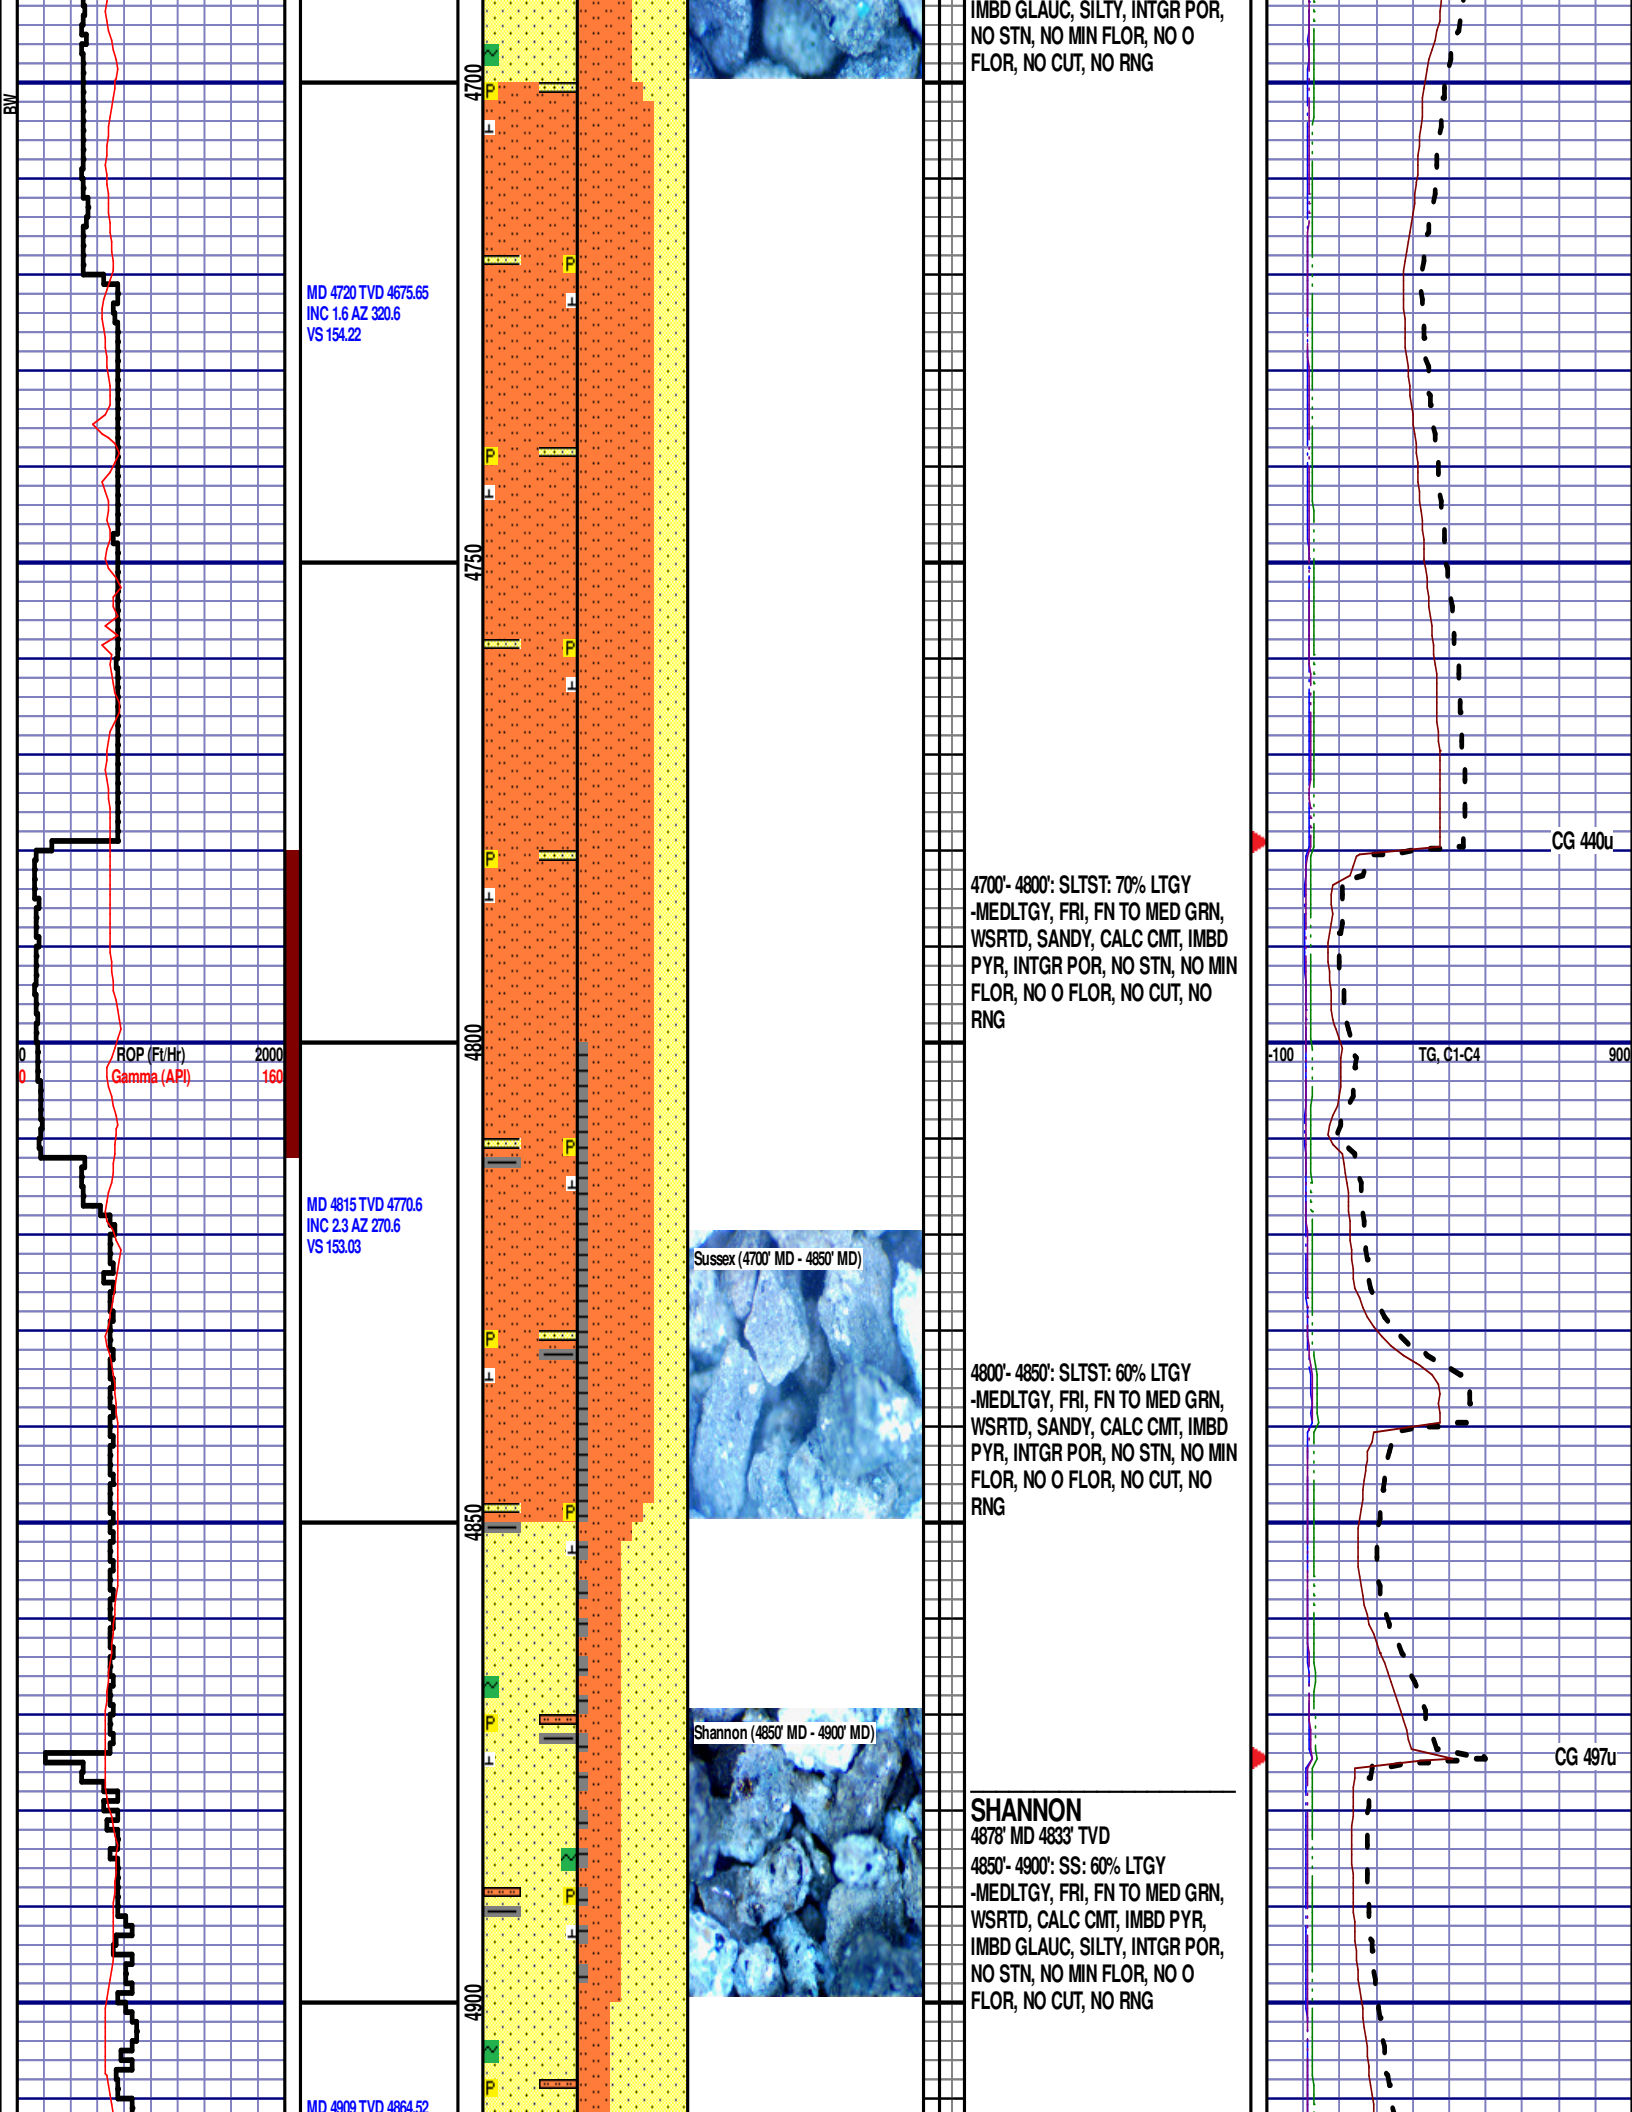 IMBD GLAUC, SILTY, INTGR POR,
NO STN, NO MIN FLOR, NO O
FLOR, NO CUT, NO RNG
BW
4700
P
P
MD 4720 TVD 4675.65
INC 1.6 AZ 320.6
VS 154.22
P
4750
P
CG 440u
P
4700'- 4800': SLTST: 70% LTGY
-MEDLTGY, FRI, FN TO MED GRN,
WSRTD, SANDY, CALC CMT, IMBD
PYR, INTGR POR, NO STN, NO MIN
FLOR, NO O FLOR, NO CUT, NO
RNG
4800
0 ROP (Ft/Hr) 2000
0 Gamma (API) 160
-100 TG, C1-C4 900
P
MD 4815 TVD 4770.6
INC 2.3 AZ 270.6
VS 153.03
Sussex (4700' MD - 4850' MD)
P
4800'- 4850': SLTST: 60% LTGY
-MEDLTGY, FRI, FN TO MED GRN,
WSRTD, SANDY, CALC CMT, IMBD
PYR, INTGR POR, NO STN, NO MIN
FLOR, NO O FLOR, NO CUT, NO
RNG
P
4850
P
Shannon (4850' MD - 4900' MD)
CG 497u
SHANNON
4878' MD 4833' TVD
4850'- 4900': SS: 60% LTGY
-MEDLTGY, FRI, FN TO MED GRN,
WSRTD, CALC CMT, IMBD PYR,
IMBD GLAUC, SILTY, INTGR POR,
NO STN, NO MIN FLOR, NO O
FLOR, NO CUT, NO RNG
P
4900
P
MD 4909 TVD 4864.52